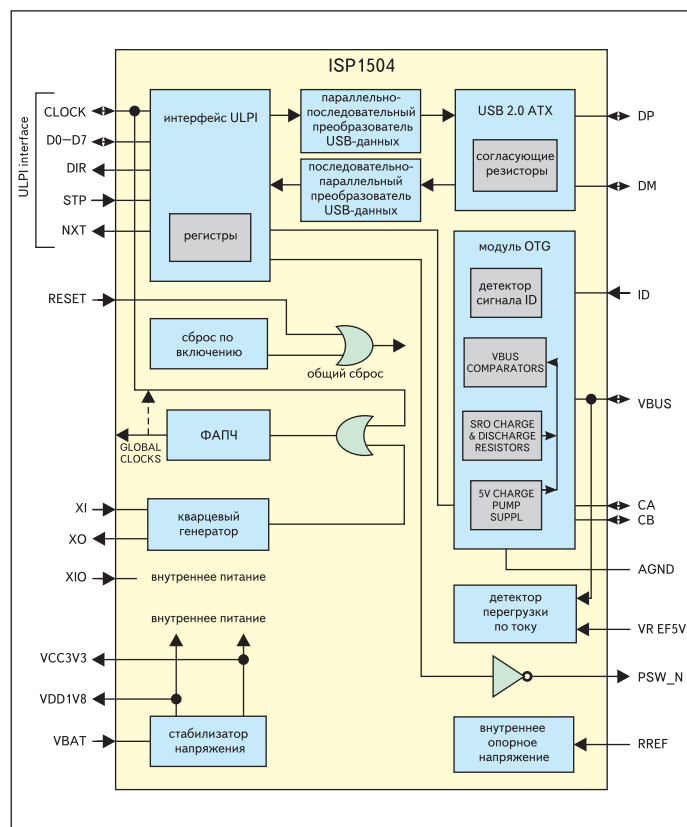 ISP1504
ULPI interface
CLOCK
D0—D7
DIR
STP
NXT
интерфейс ULPI
регистры
параллельно-
последовательный
преобразователь
USB-данных
последовательно-
параллельный
преобразователь
USB-данных
USB 2.0 ATX
согласующие
резисторы
DP
DM
модуль OTG
детектор
сигнала ID
VBUS
COMPARATORS
SRO CHARGE
& DISCHARGE
RESISTORS
5V CHARGE
PUMP
SUPPL
ID
VBUS
CA
CB
AGND
RESET
сброс по
включению
общий сброс
ФАПЧ
GLOBAL
CLOCKS
XI
XO
кварцевый
генератор
XIO
внутреннее питание
внутреннее питание
VCC3V3
VDD1V8
VBAT
стабилизатор
напряжения
детектор
перегрузки
по току
VR EF5V
PSW_N
внутреннее
опорное
напряжение
RREF